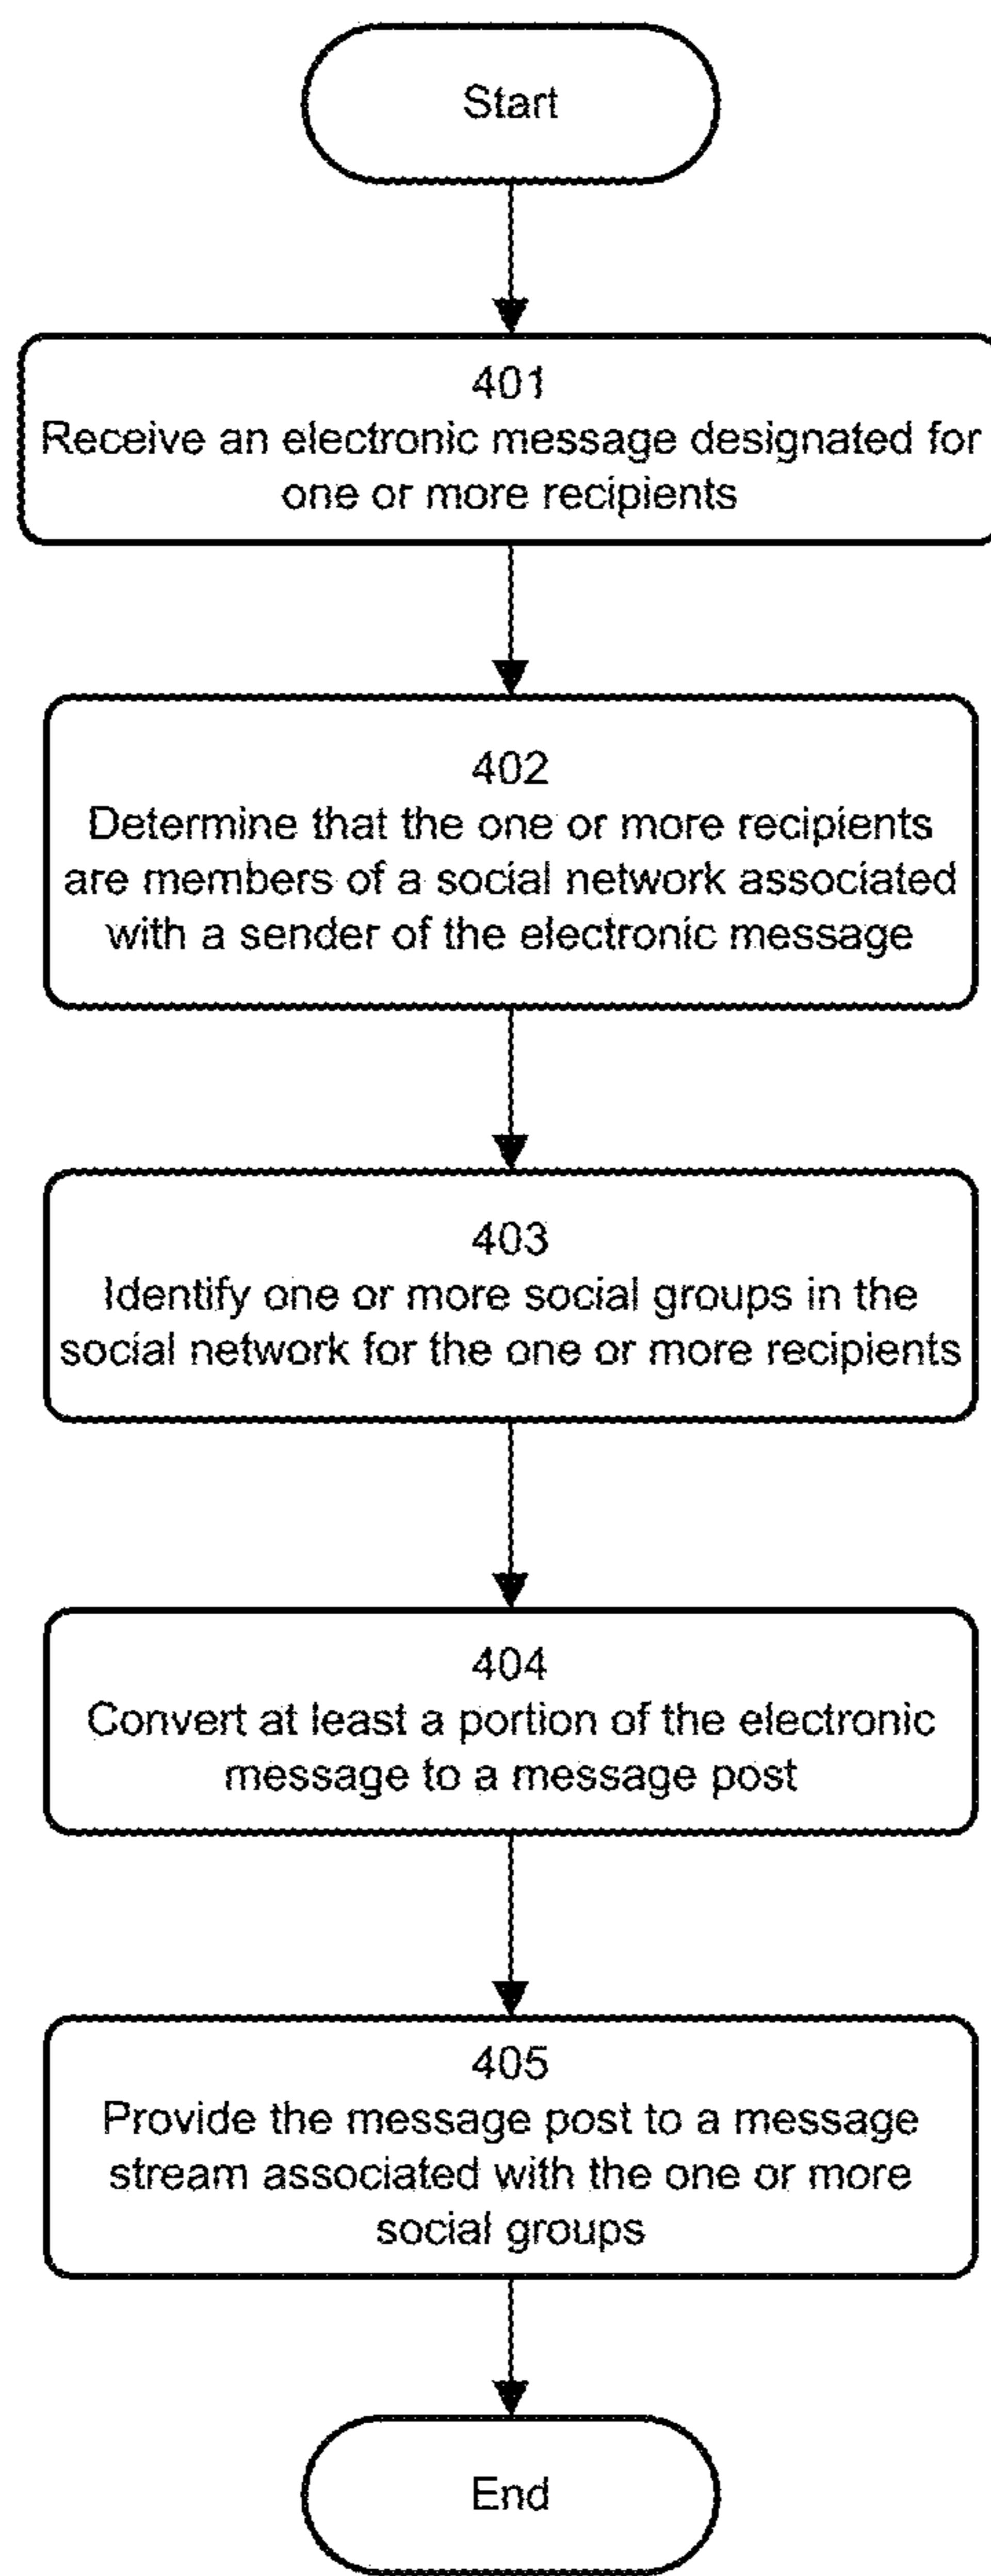 Start
401
Receive an electronic message designated for
one or more recipients
402
Determine that the one or more recipients
are members of a social network associated
with a sender of the electronic message
403
Identify one or more social groups in the
social network for the one or more recipients
404
Convert at least a portion of the electronic
message to a message post
405
Provide the message post to a message
stream associated with the one or more
social groups
End